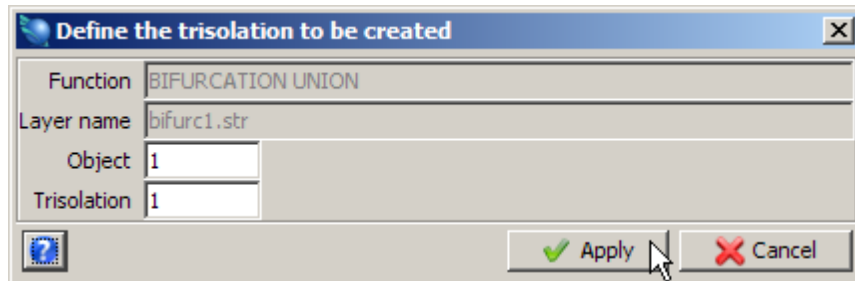 Define the trisolation to be created
Function BIFURCATION UNION
Layer name bifurc1.str
Object 1
Trisolation 1
? Apply Cancel